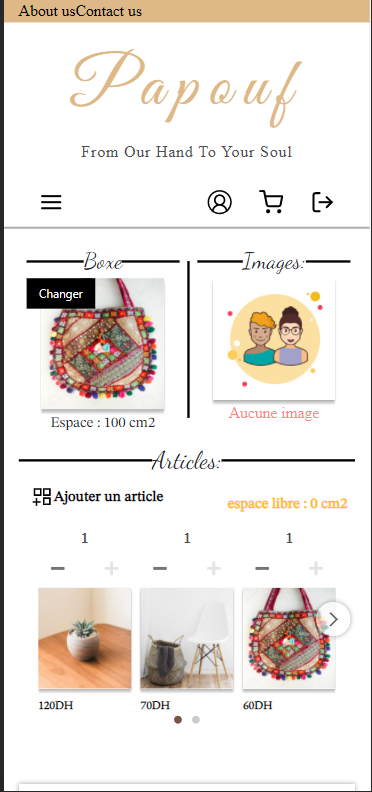 About usContact us
Papouf
From Our Hand To Your Soul
Boxe
Images:
Changer
Espace : 100 cm2
Aucune image
Articles:
Ajouter un article
espace libre : 0 cm2
1 1 1
120DH 70DH 60DH